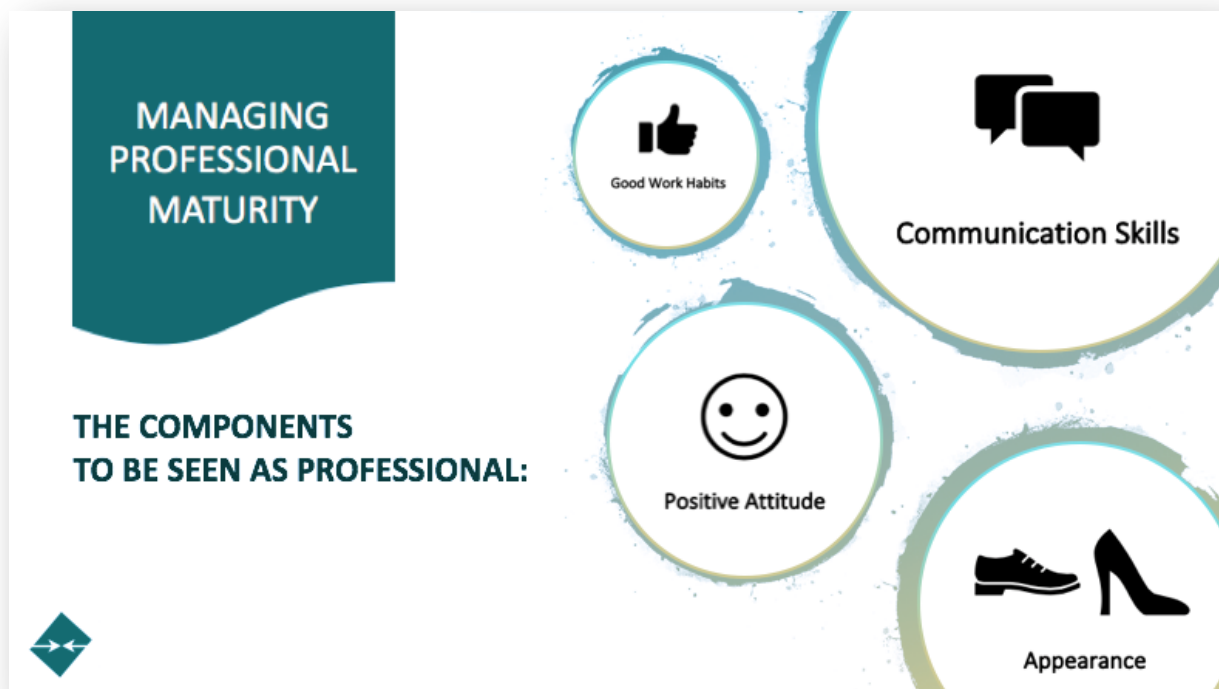 MANAGING
PROFESSIONAL
MATURITY
THE COMPONENTS
TO BE SEEN AS PROFESSIONAL:
Good Work Habits
Communication Skills
Positive Attitude
Appearance